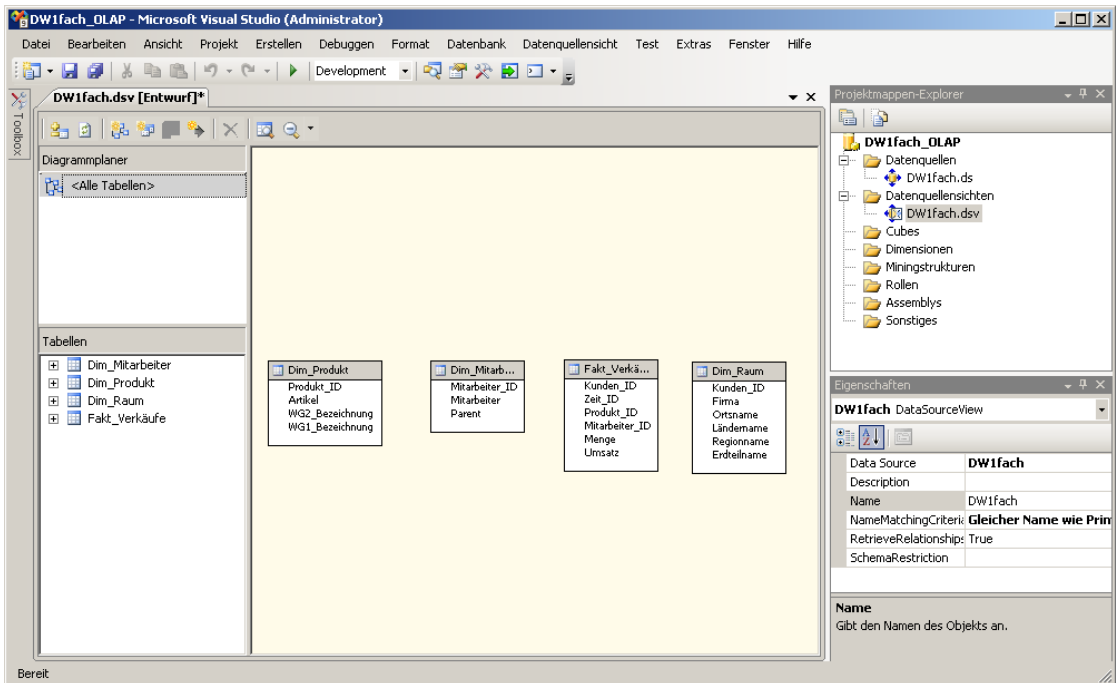 DW1fach_OLAP - Microsoft Visual Studio (Administrator)
Datei Bearbeiten Ansicht Projekt Erstellen Debuggen Format Datenbank Datenquellensicht Test Extras Fenster Hilfe
Development
Toolbox
DW1fach.dsv [Entwurf]*
Diagrammplaner
<Alle Tabellen>
Tabellen
Dim_Mitarbeiter
Dim_Produkt
Dim_Raum
Fakt_Verkäufe
Dim_Produkt
Produkt_ID
Artikel
WG2_Bezeichnung
WG1_Bezeichnung
Dim_Mitarb...
Mitarbeiter_ID
Mitarbeiter
Parent
Fakt_Verkä...
Kunden_ID
Zeit_ID
Produkt_ID
Mitarbeiter_ID
Menge
Umsatz
Dim_Raum
Kunden_ID
Firma
Ortsname
Ländername
Regionname
Erdteilname
Projektmappen-Explorer
DW1fach_OLAP
Datenquellen
DW1fach.ds
Datenquellensichten
DW1fach.dsv
Cubes
Dimensionen
Miningstrukturen
Rollen
Assemblys
Sonstiges
Eigenschaften
DW1fach DataSourceView
Data Source DW1fach
Description
Name DW1fach
NameMatchingCriteria Gleicher Name wie Prim
RetrieveRelationships True
SchemaRestriction
Name
Gibt den Namen des Objekts an.
Bereit